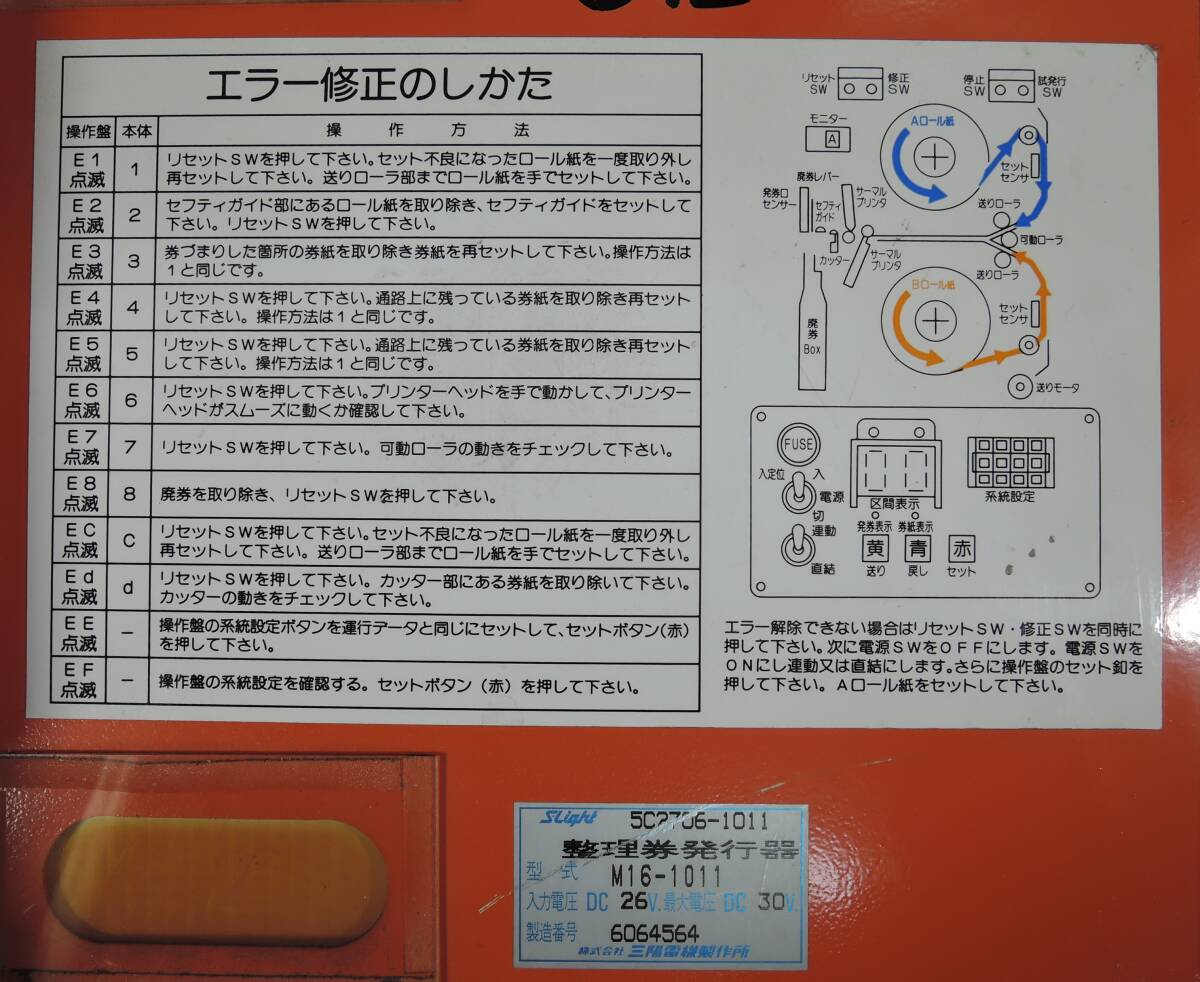 エラー修正のしかた
操作盤 本体 操作方法
E1 点滅 1 リセットSWを押して下さい。セット不良になったロール紙を一度取り外し
再セットして下さい。送りローラ部までロール紙を手でセットして下さい。
E2 点滅 2 セフティガイド部にあるロール紙を取り除き、セフティガイドをセットして
下さい。リセットSWを押して下さい。
E3 点滅 3 券づまりした箇所の券紙を取り除き券紙を再セットして下さい。操作方法は
1と同じです。
E4 点滅 4 リセットSWを押して下さい。通路上に残っている券紙を取り除き再セット
して下さい。操作方法は1と同じです。
E5 点滅 5 リセットSWを押して下さい。通路上に残っている券紙を取り除き再セット
して下さい。操作方法は1と同じです。
E6 点滅 6 リセットSWを押して下さい。プリンターヘッドを手で動かして、プリンター
ヘッドがスムーズに動くか確認して下さい。
E7 点滅 7 リセットSWを押して下さい。可動ローラの動きをチェックして下さい。
E8 点滅 8 廃券を取り除き、リセットSWを押して下さい。
EC 点滅 C リセットSWを押して下さい。セット不良になったロール紙を一度取り外し
再セットして下さい。送りローラ部までロール紙を手でセットして下さい。
Ed 点滅 d リセットSWを押して下さい。カッター部にある券紙を取り除いて下さい。
カッターの動きをチェックして下さい。
EE 点滅 − 操作盤の系統設定ボタンを運行データと同じにセットして、セットボタン(赤)
を押して下さい。
EF 点滅 − 操作盤の系統設定を確認する。セットボタン(赤)を押して下さい。
リセットSW 修正SW
停止SW 試発行SW
モニター
A
Aロール紙
セットセンサ
廃券レバー
発券口センサー
セフティガイド
サーマルプリンタ
送りローラ
可動ローラ
カッター
サーマルプリンタ
送りローラ
Bロール紙
セットセンサ
廃券Box
送りモータ
FUSE
入定位 入
電源
切
連動
直結
区間表示
系統設定
発券表示 券紙表示
黄 青 赤
送り 戻し セット
エラー解除できない場合はリセットSW・修正SWを同時に
押して下さい。次に電源SWをOFFにします。電源SWを
ONにし連動又は直結にします。さらに操作盤のセット釦を
押して下さい。Aロール紙をセットして下さい。
SLight 5C2706-1011
整理券発行器
型式 M16-1011
入力電圧 DC 26V.最大電圧 DC 30V.
製造番号 6064564
株式会社 三陽電機製作所